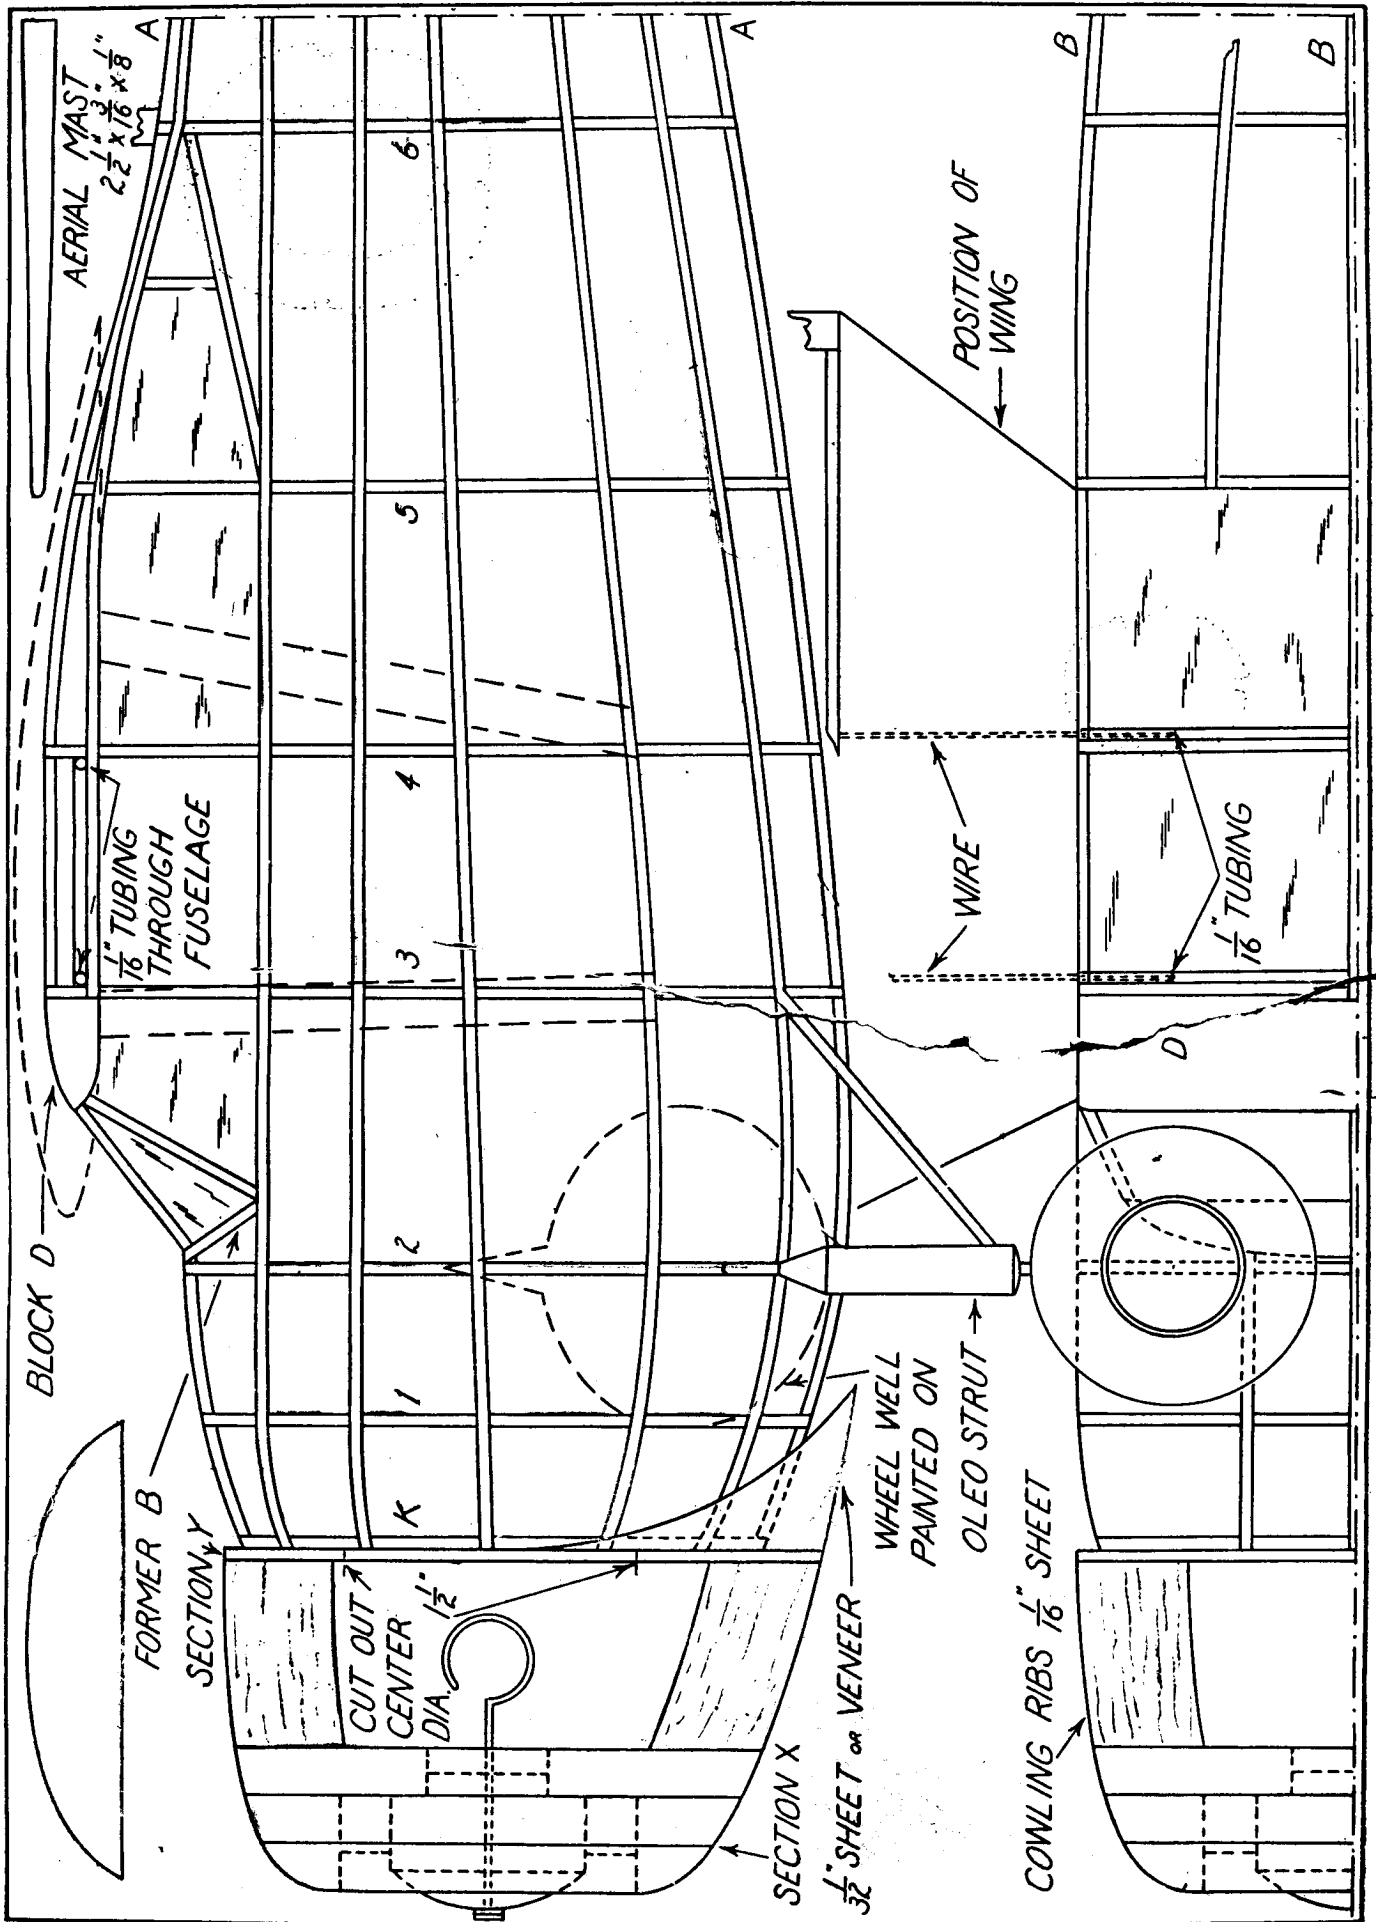 AERIAL MAST
2 1/2" x 3/16" x 1/8"
A
A
B
B
BLOCK D
1/16" TUBING
THROUGH
FUSELAGE
FORMER B
SECTION Y
K
1
2
3
4
5
6
CUT OUT
CENTER
1 1/2"
DIA.
SECTION X
1/32" SHEET OR VENEER
WHEEL WELL
PAINTED ON
OLEO STRUT
POSITION OF
WING
WIRE
WIRE
1/16" TUBING
D
COWLING RIBS 1/16" SHEET